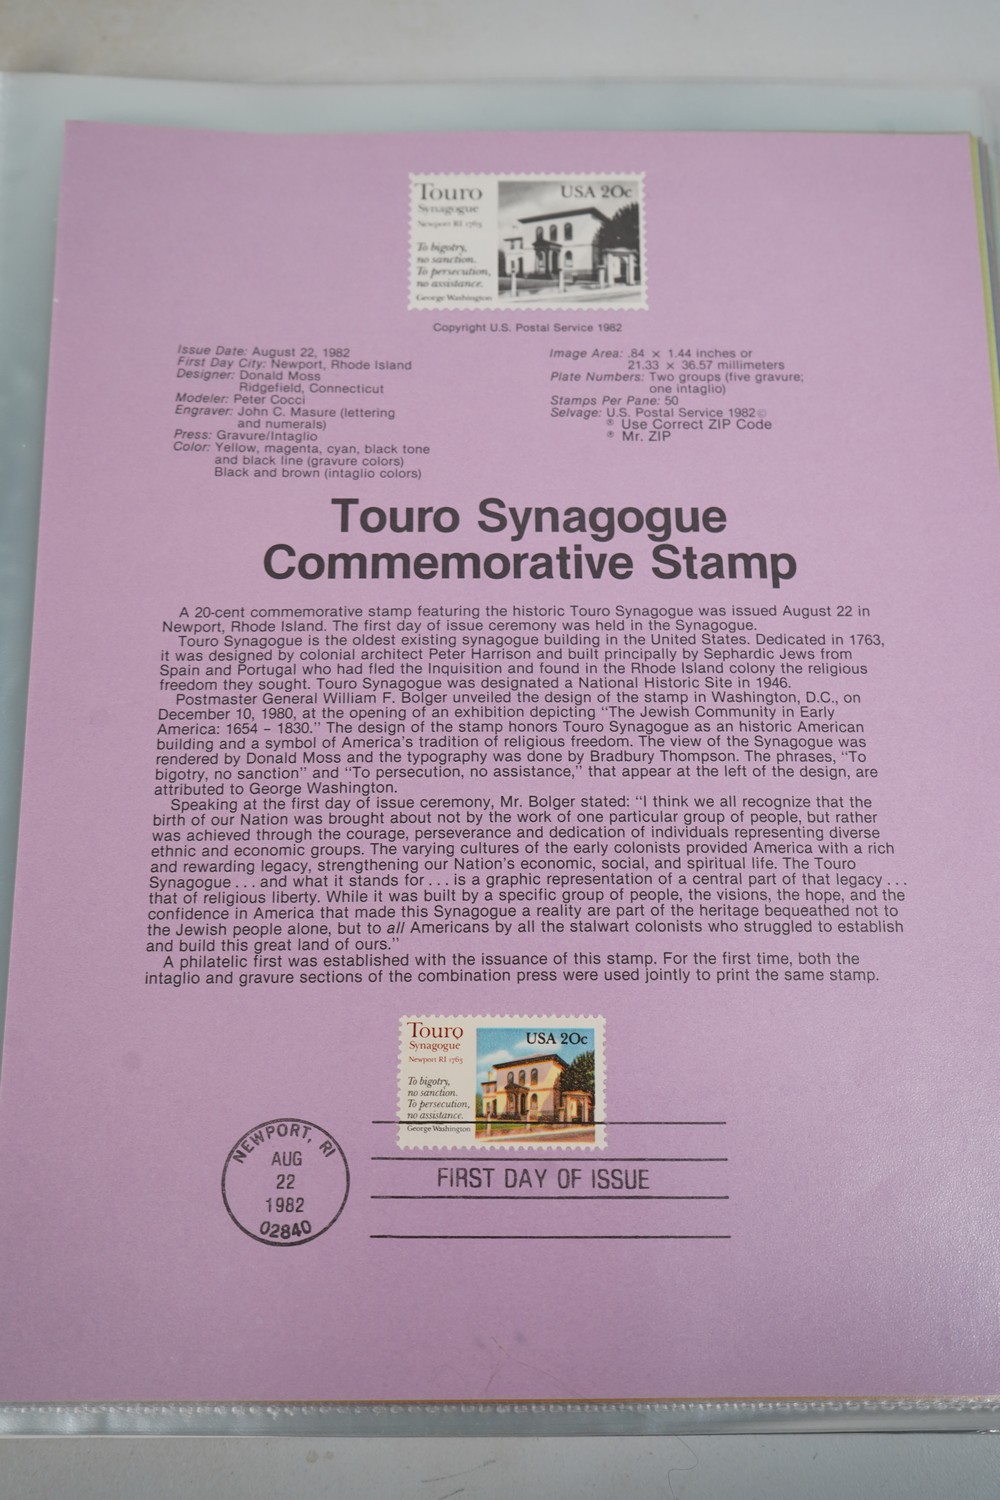 Touro
Synagogue
Newport RI 1763
To bigotry,
no sanction.
To persecution,
no assistance.
George Washington
USA 20c
Copyright U.S. Postal Service 1982
Issue Date: August 22, 1982
First Day City: Newport, Rhode Island
Designer: Donald Moss
Ridgefield, Connecticut
Modeler: Peter Cocci
Engraver: John C. Masure (lettering
and numerals)
Press: Gravure/Intaglio
Color: Yellow, magenta, cyan, black tone
and black line (gravure colors)
Black and brown (intaglio colors)
Image Area: .84 × 1.44 inches or
21.33 × 36.57 millimeters
Plate Numbers: Two groups (five gravure;
one intaglio)
Stamps Per Pane: 50
Selvage: U.S. Postal Service 1982©
® Use Correct ZIP Code
® Mr. ZIP
Touro Synagogue
Commemorative Stamp
A 20-cent commemorative stamp featuring the historic Touro Synagogue was issued August 22 in
Newport, Rhode Island. The first day of issue ceremony was held in the Synagogue.
Touro Synagogue is the oldest existing synagogue building in the United States. Dedicated in 1763,
it was designed by colonial architect Peter Harrison and built principally by Sephardic Jews from
Spain and Portugal who had fled the Inquisition and found in the Rhode Island colony the religious
freedom they sought. Touro Synagogue was designated a National Historic Site in 1946.
Postmaster General William F. Bolger unveiled the design of the stamp in Washington, D.C., on
December 10, 1980, at the opening of an exhibition depicting “The Jewish Community in Early
America: 1654 – 1830.” The design of the stamp honors Touro Synagogue as an historic American
building and a symbol of America’s tradition of religious freedom. The view of the Synagogue was
rendered by Donald Moss and the typography was done by Bradbury Thompson. The phrases, “To
bigotry, no sanction” and “To persecution, no assistance,” that appear at the left of the design, are
attributed to George Washington.
Speaking at the first day of issue ceremony, Mr. Bolger stated: “I think we all recognize that the
birth of our Nation was brought about not by the work of one particular group of people, but rather
was achieved through the courage, perseverance and dedication of individuals representing diverse
ethnic and economic groups. The varying cultures of the early colonists provided America with a rich
and rewarding legacy, strengthening our Nation’s economic, social, and spiritual life. The Touro
Synagogue . . . and what it stands for . . . is a graphic representation of a central part of that legacy . . .
that of religious liberty. While it was built by a specific group of people, the visions, the hope, and the
confidence in America that made this Synagogue a reality are part of the heritage bequeathed not to
the Jewish people alone, but to all Americans by all the stalwart colonists who struggled to establish
and build this great land of ours.”
A philatelic first was established with the issuance of this stamp. For the first time, both the
intaglio and gravure sections of the combination press were used jointly to print the same stamp.
Touro
Synagogue
Newport RI 1763
To bigotry,
no sanction.
To persecution,
no assistance.
George Washington
USA 20c
NEWPORT, RI
AUG
22
1982
02840
FIRST DAY OF ISSUE